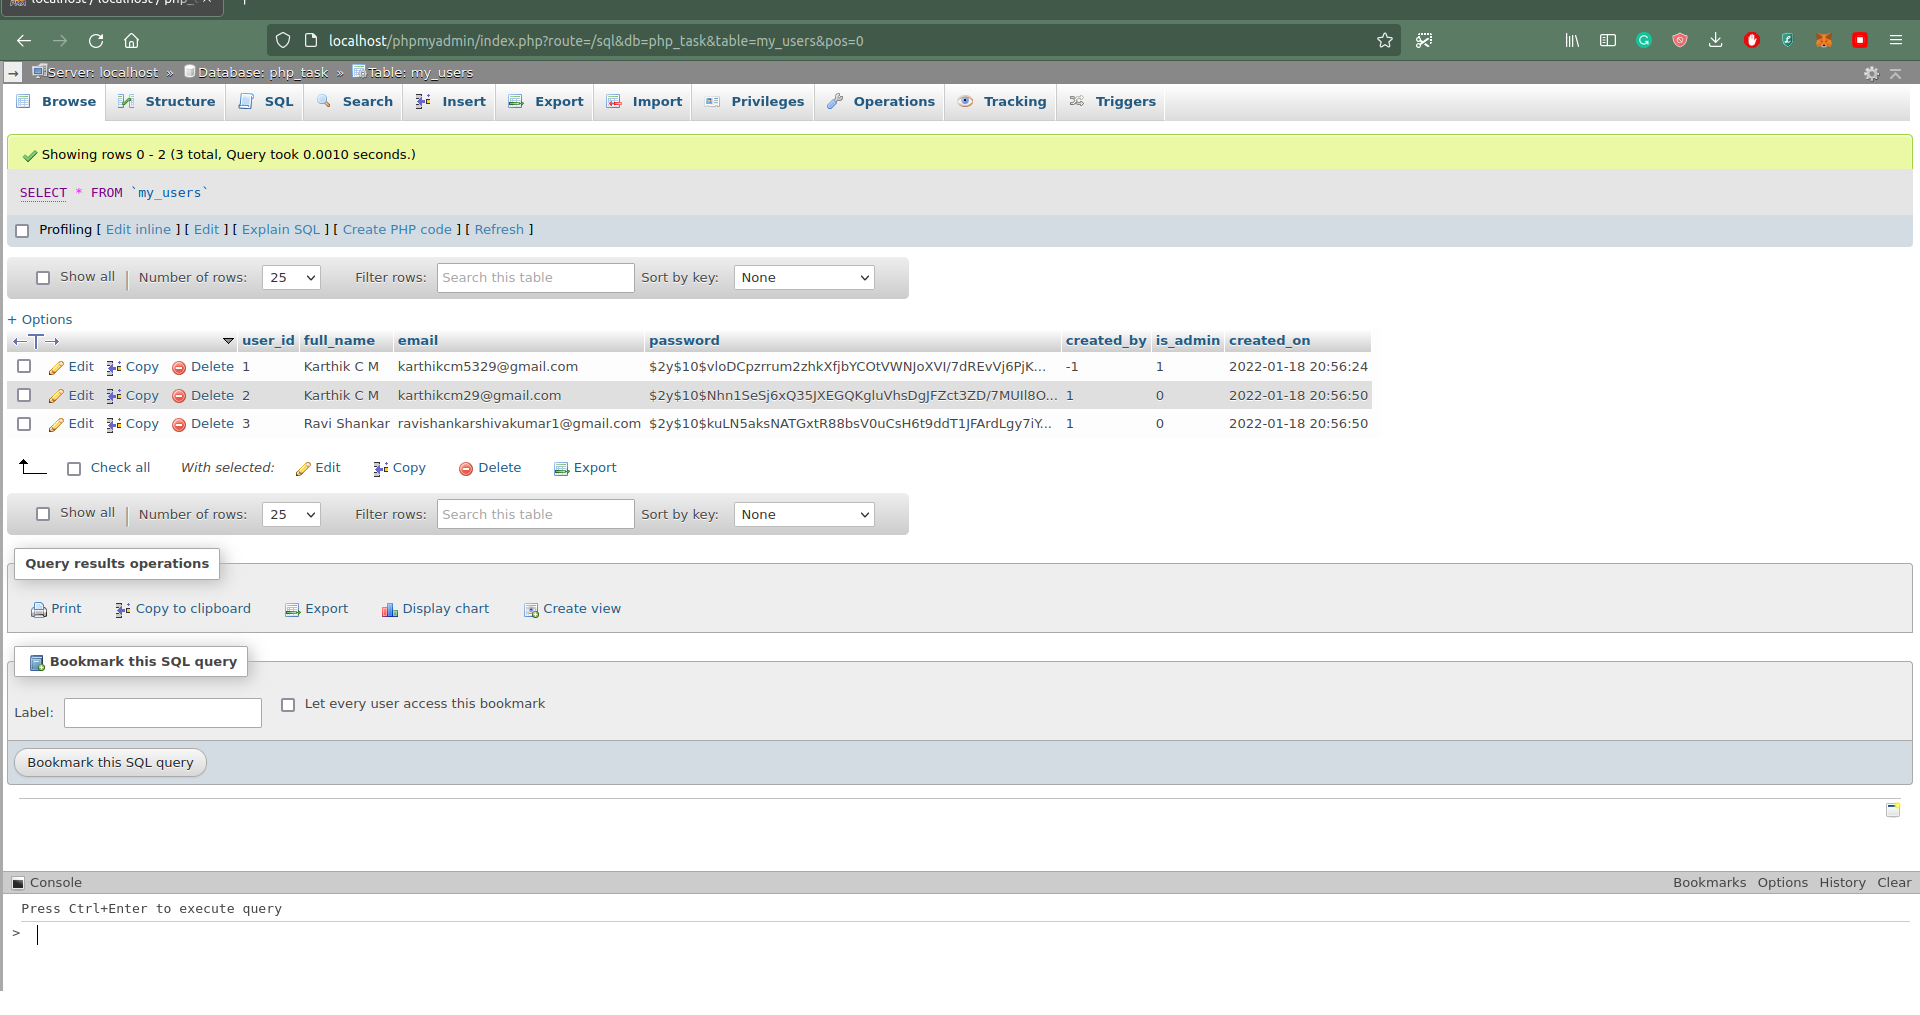 localhost / localhost / php_
localhost/phpmyadmin/index.php?route=/sql&db=php_task&table=my_users&pos=0
Server: localhost » Database: php_task » Table: my_users
Browse Structure SQL Search Insert Export Import Privileges Operations Tracking Triggers
Showing rows 0 - 2 (3 total, Query took 0.0010 seconds.)
SELECT * FROM `my_users`
Profiling [ Edit inline ] [ Edit ] [ Explain SQL ] [ Create PHP code ] [ Refresh ]
Show all Number of rows: 25 Filter rows: Search this table Sort by key: None
+ Options
user_id full_name email password created_by is_admin created_on
Edit Copy Delete 1 Karthik C M karthikcm5329@gmail.com $2y$10$vloDCpzrrum2zhkXfjbYCOtVWNJoXVI/7dREvVj6PjK... -1 1 2022-01-18 20:56:24
Edit Copy Delete 2 Karthik C M karthikcm29@gmail.com $2y$10$Nhn1SeSj6xQ35JXEGQKgluVhsDgJFZct3ZD/7MUIl8O... 1 0 2022-01-18 20:56:50
Edit Copy Delete 3 Ravi Shankar ravishankarshivakumar1@gmail.com $2y$10$kuLN5aksNATGxtR88bsV0uCsH6t9ddT1JFArdLgy7iY... 1 0 2022-01-18 20:56:50
Check all With selected: Edit Copy Delete Export
Show all Number of rows: 25 Filter rows: Search this table Sort by key: None
Query results operations
Print Copy to clipboard Export Display chart Create view
Bookmark this SQL query
Label: Let every user access this bookmark
Bookmark this SQL query
Console Bookmarks Options History Clear
Press Ctrl+Enter to execute query
>